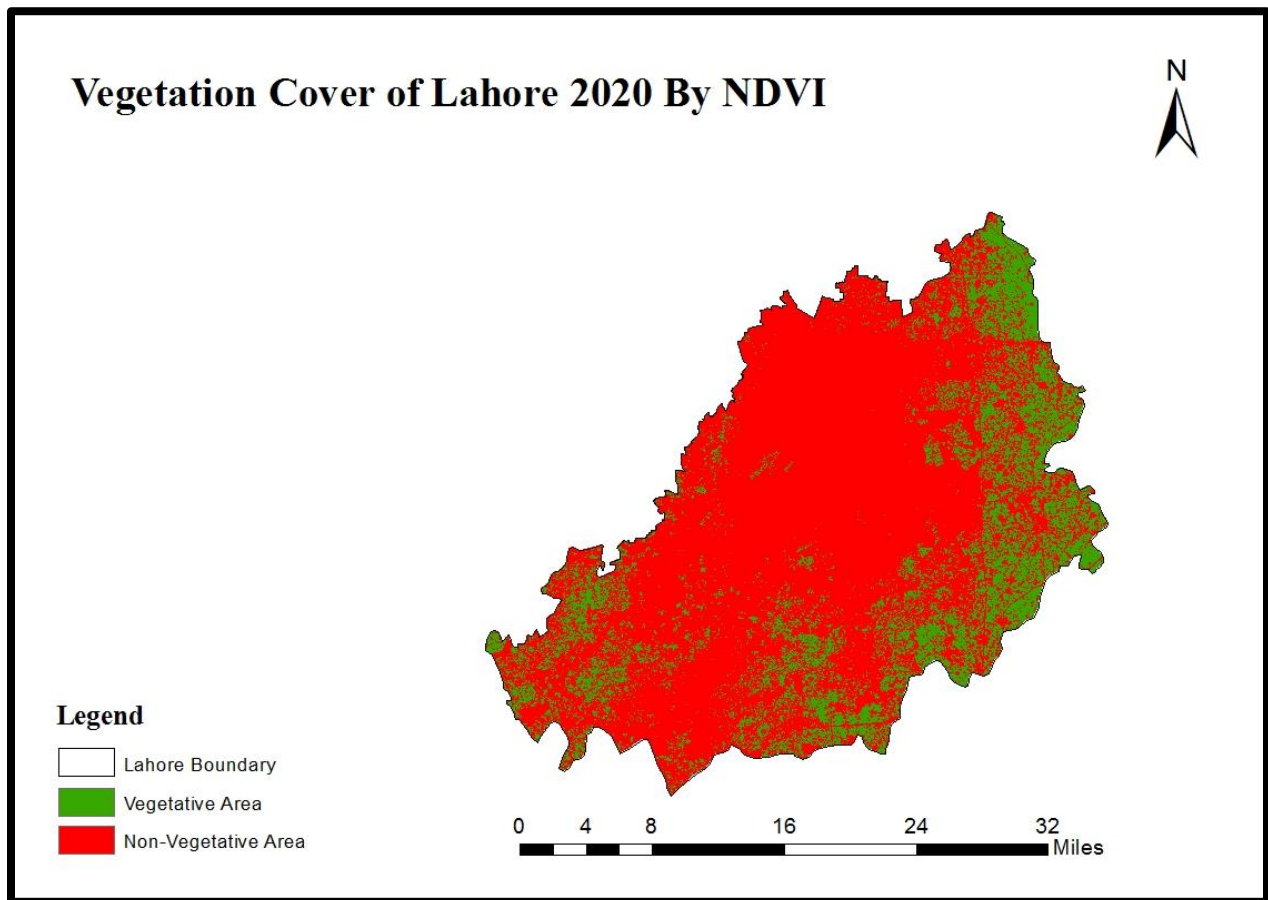 Vegetation Cover of Lahore 2020 By NDVI
N
Legend
Lahore Boundary
Vegetative Area
Non-Vegetative Area
0 4 8 16 24 32
Miles